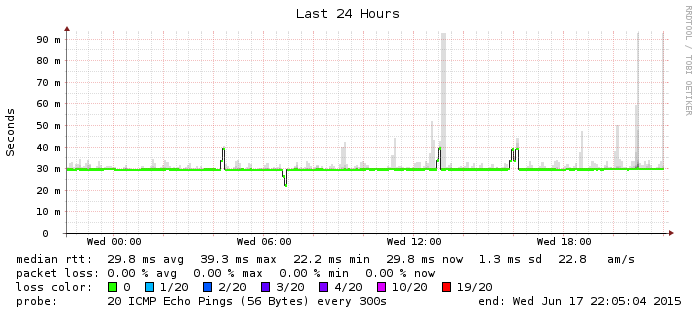 Last 24 Hours
RRDTOOL / TOBI OETIKER
Seconds
90 m
80 m
70 m
60 m
50 m
40 m
30 m
20 m
10 m
0
Wed 00:00 Wed 06:00 Wed 12:00 Wed 18:00
median rtt: 29.8 ms avg 39.3 ms max 22.2 ms min 29.8 ms now 1.3 ms sd 22.8 am/s
packet loss: 0.00 % avg 0.00 % max 0.00 % min 0.00 % now
loss color: 0 1/20 2/20 3/20 4/20 10/20 19/20
probe: 20 ICMP Echo Pings (56 Bytes) every 300s end: Wed Jun 17 22:05:04 2015